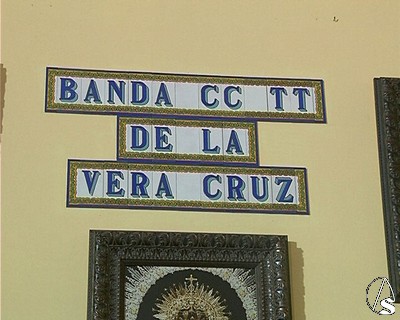 BANDA CC TT
DE LA
VERA CRUZ